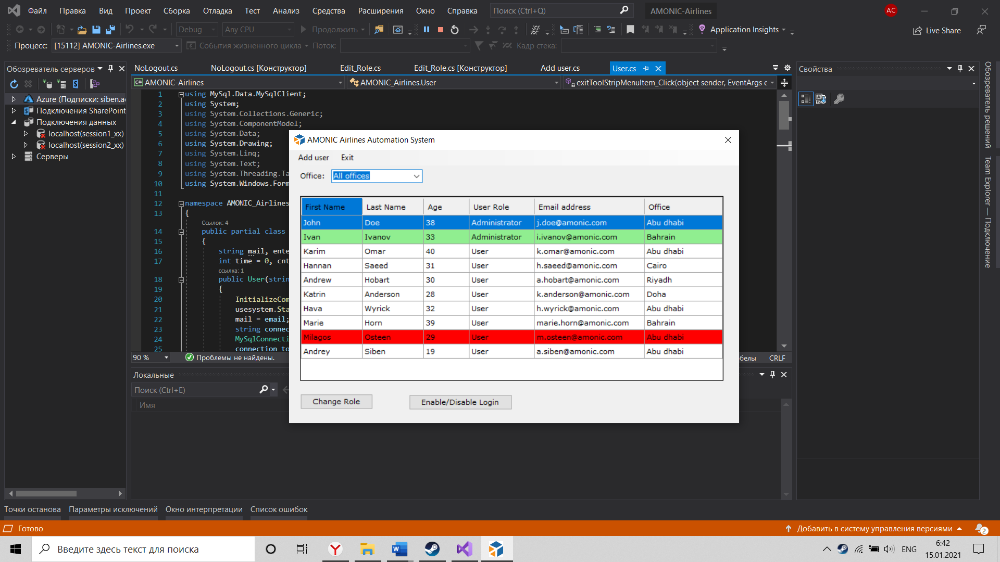 Файл Правка Вид Проект Сборка Отладка Тест Анализ Средства Расширения Окно Справка Поиск (Ctrl+Q) AMONIC-Airlines AC
Debug Any CPU Продолжить Application Insights Live Share
Процесс: [15112] AMONIC-Airlines.exe События жизненного цикла Поток: Кадр стека:
Обозреватель серверов
Azure (Подписки: siben.a
Подключения SharePoint
Подключения данных
localhost(session1_xx)
localhost(session2_xx)
Серверы
NoLogout.cs NoLogout.cs [Конструктор] Edit_Role.cs Edit_Role.cs [Конструктор] Add user.cs User.cs
C# AMONIC-Airlines AMONIC_Airlines.User exitToolStripMenuItem_Click(object sender, EventArgs e
1 using MySql.Data.MySqlClient;
2 using System;
3 using System.Collections.Generic;
4 using System.ComponentModel;
5 using System.Data;
6 using System.Drawing;
7 using System.Linq;
8 using System.Text;
9 using System.Threading.Ta
10 using System.Windows.Form
11
12 namespace AMONIC_Airlines
13 {
Ссылок: 4
14 public partial class
15 {
16 string mail, ente
17 int time = 0, cnt
ссылка: 1
18 public User(strin
19 {
20 InitializeCom
21 usesystem.Sta
22 mail = email;
23 string connec
24 MySqlConnecti
25 connection to
90 % Проблемы не найдены. белы CRLF
AMONIC Airlines Automation System
Add user Exit
Office: All offices
First Name Last Name Age User Role Email address Office
John Doe 38 Administrator j.doe@amonic.com Abu dhabi
Ivan Ivanov 33 Administrator i.ivanov@amonic.com Bahrain
Karim Omar 40 User k.omar@amonic.com Abu dhabi
Hannan Saeed 31 User h.saeed@amonic.com Cairo
Andrew Hobart 30 User a.hobart@amonic.com Riyadh
Katrin Anderson 28 User k.anderson@amonic.com Doha
Hava Wyrick 32 User h.wyrick@amonic.com Abu dhabi
Marie Horn 39 User marie.horn@amonic.com Bahrain
Milagos Osteen 29 User m.osteen@amonic.com Abu dhabi
Andrey Siben 19 User a.siben@amonic.com Abu dhabi
Change Role Enable/Disable Login
Локальные
Поиск (Ctrl+E)
Имя
Свойства
Обозреватель решений
Team Explorer — Подключение
Точки останова Параметры исключений Окно интерпретации Список ошибок
Готово Добавить в систему управления версиями 2
Введите здесь текст для поиска ENG 6:42
15.01.2021